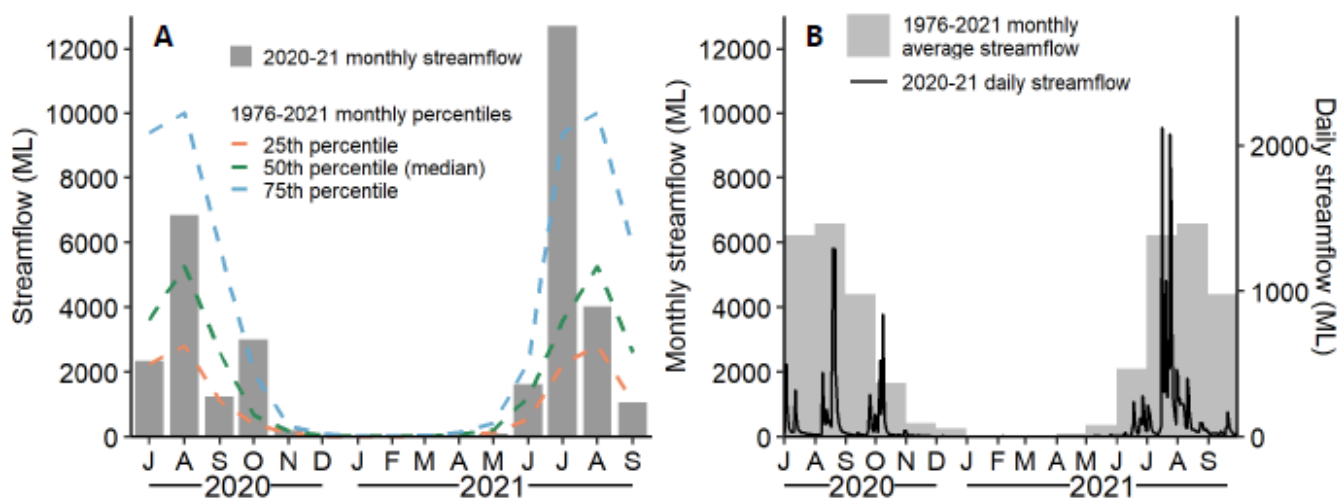 A
12000
10000
8000
6000
4000
2000
0
Streamflow (ML)
2020-21 monthly streamflow
1976-2021 monthly percentiles
25th percentile
50th percentile (median)
75th percentile
J A S O N D J F M A M J J A S
2020 2021
B
12000
10000
8000
6000
4000
2000
0
Monthly streamflow (ML)
1976-2021 monthly
average streamflow
2020-21 daily streamflow
2000
1000
0
Daily streamflow (ML)
J A S O N D J F M A M J J A S
2020 2021